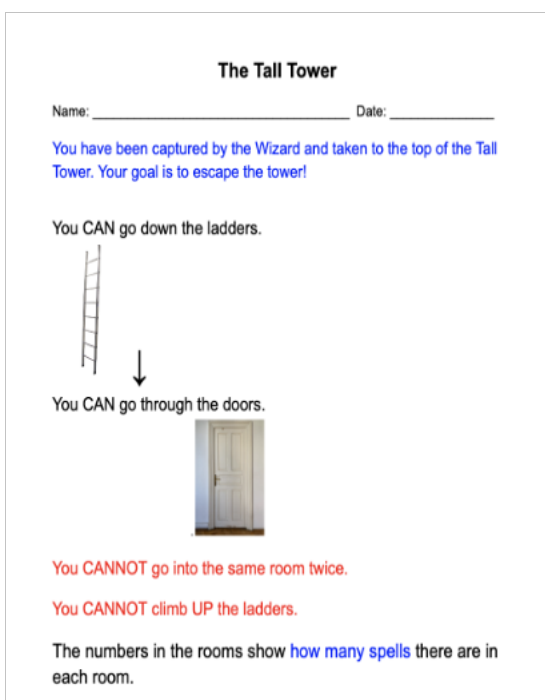 The Tall Tower
Name: ________________________________ Date: ______________
You have been captured by the Wizard and taken to the top of the Tall
Tower. Your goal is to escape the tower!
You CAN go down the ladders.
You CAN go through the doors.
You CANNOT go into the same room twice.
You CANNOT climb UP the ladders.
The numbers in the rooms show how many spells there are in
each room.